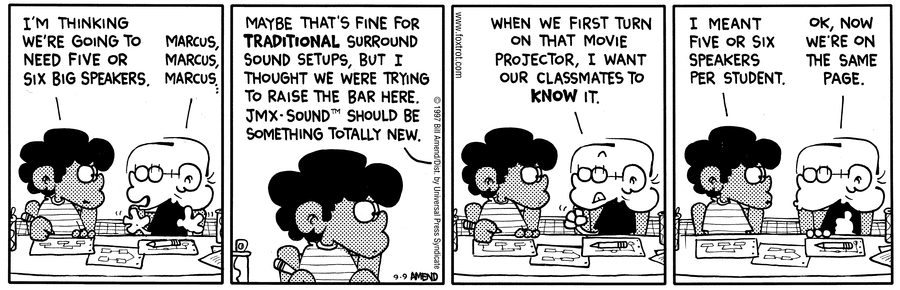 I'M THINKING
WE'RE GOING TO
NEED FIVE OR
SIX BIG SPEAKERS.
MARCUS,
MARCUS,
MARCUS...
MAYBE THAT'S FINE FOR
TRADITIONAL SURROUND
SOUND SETUPS, BUT I
THOUGHT WE WERE TRYING
TO RAISE THE BAR HERE.
JMX-SOUND™ SHOULD BE
SOMETHING TOTALLY NEW.
9-9 AMEND
© 1997 Bill Amend/Dist. by Universal Press Syndicate
www.foxtrot.com
WHEN WE FIRST TURN
ON THAT MOVIE
PROJECTOR, I WANT
OUR CLASSMATES TO
KNOW IT.
I MEANT
FIVE OR SIX
SPEAKERS
PER STUDENT.
OK, NOW
WE'RE ON
THE SAME
PAGE.